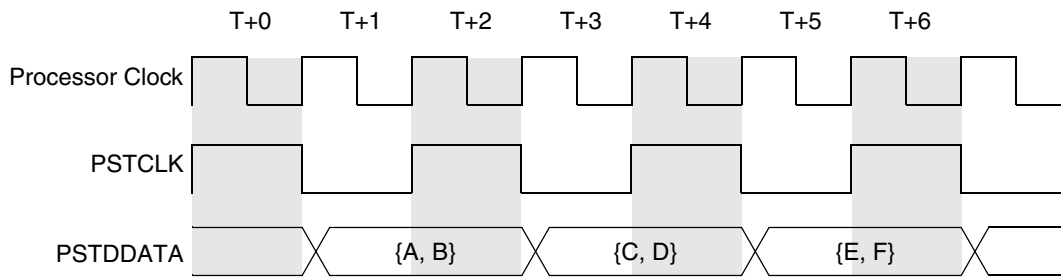 T+0 T+1 T+2 T+3 T+4 T+5 T+6
Processor Clock
PSTCLK
PSTDDATA {A, B} {C, D} {E, F}